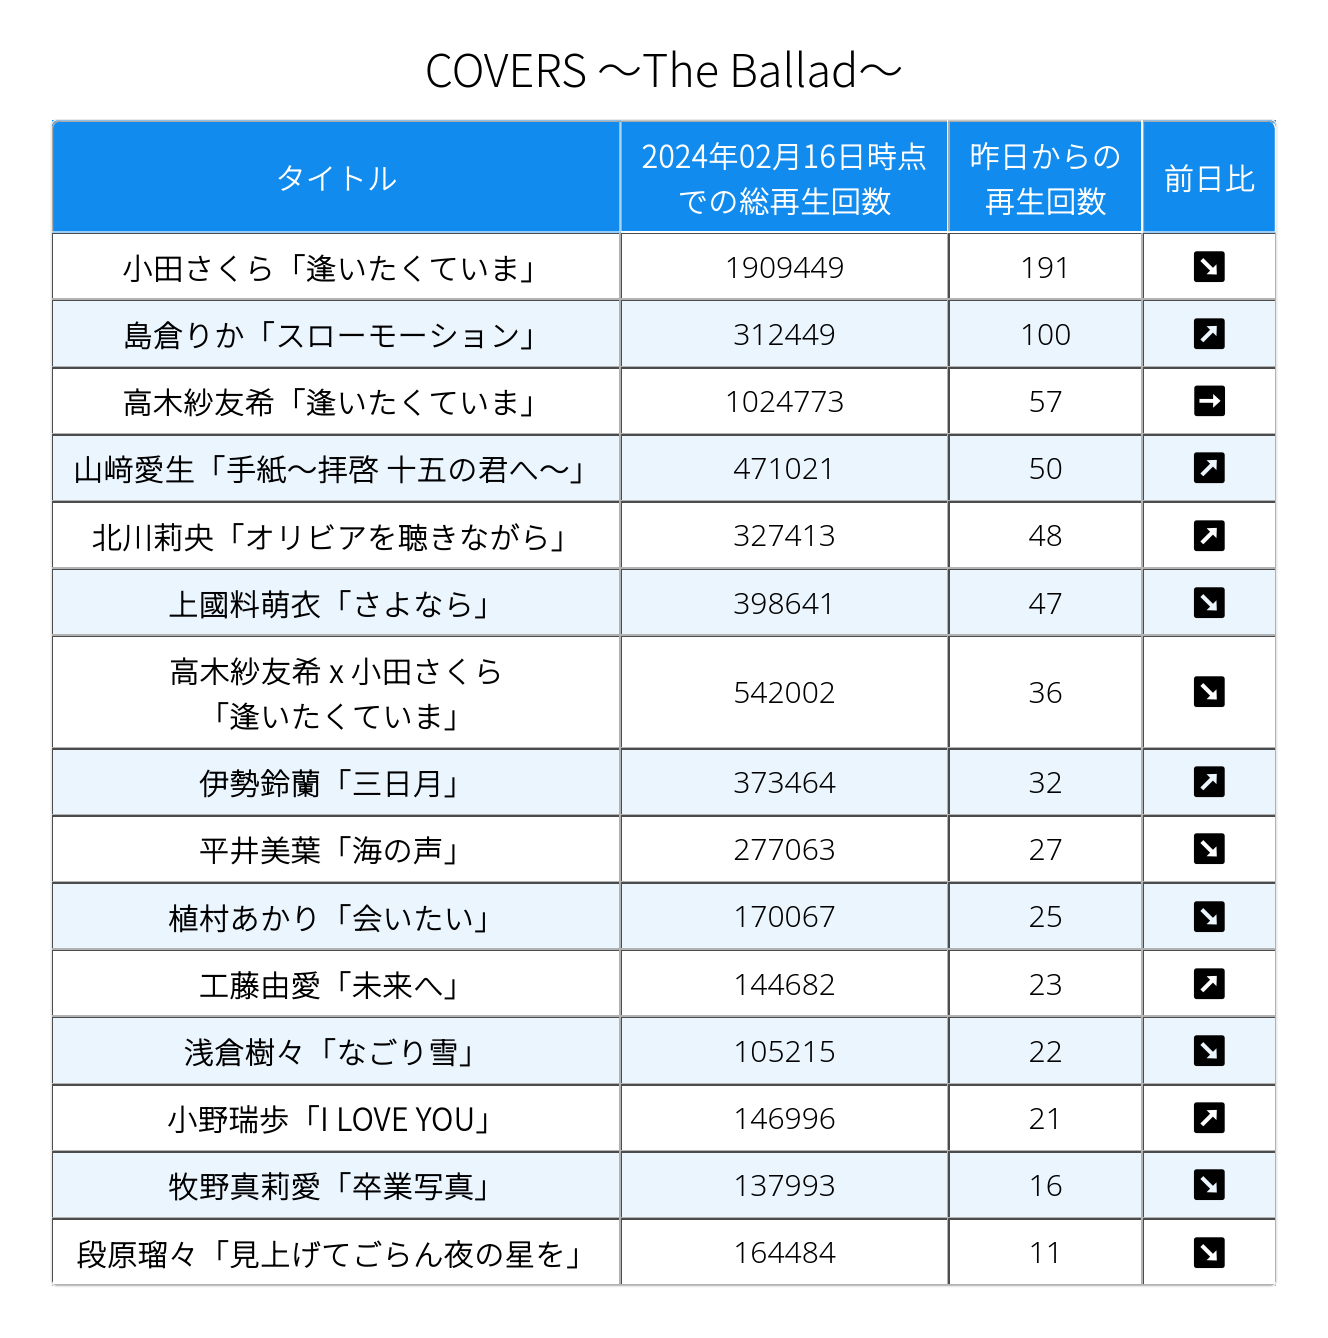 COVERS ～The Ballad～
タイトル
2024年02月16日時点
での総再生回数
昨日からの
再生回数
前日比
小田さくら「逢いたくていま」 1909449 191 ↘
島倉りか「スローモーション」 312449 100 ↗
高木紗友希「逢いたくていま」 1024773 57 →
山﨑愛生「手紙～拝啓 十五の君へ～」 471021 50 ↗
北川莉央「オリビアを聴きながら」 327413 48 ↗
上國料萌衣「さよなら」 398641 47 ↘
高木紗友希 x 小田さくら
「逢いたくていま」 542002 36 ↘
伊勢鈴蘭「三日月」 373464 32 ↗
平井美葉「海の声」 277063 27 ↘
植村あかり「会いたい」 170067 25 ↘
工藤由愛「未来へ」 144682 23 ↗
浅倉樹々「なごり雪」 105215 22 ↘
小野瑞歩「I LOVE YOU」 146996 21 ↗
牧野真莉愛「卒業写真」 137993 16 ↘
段原瑠々「見上げてごらん夜の星を」 164484 11 ↘